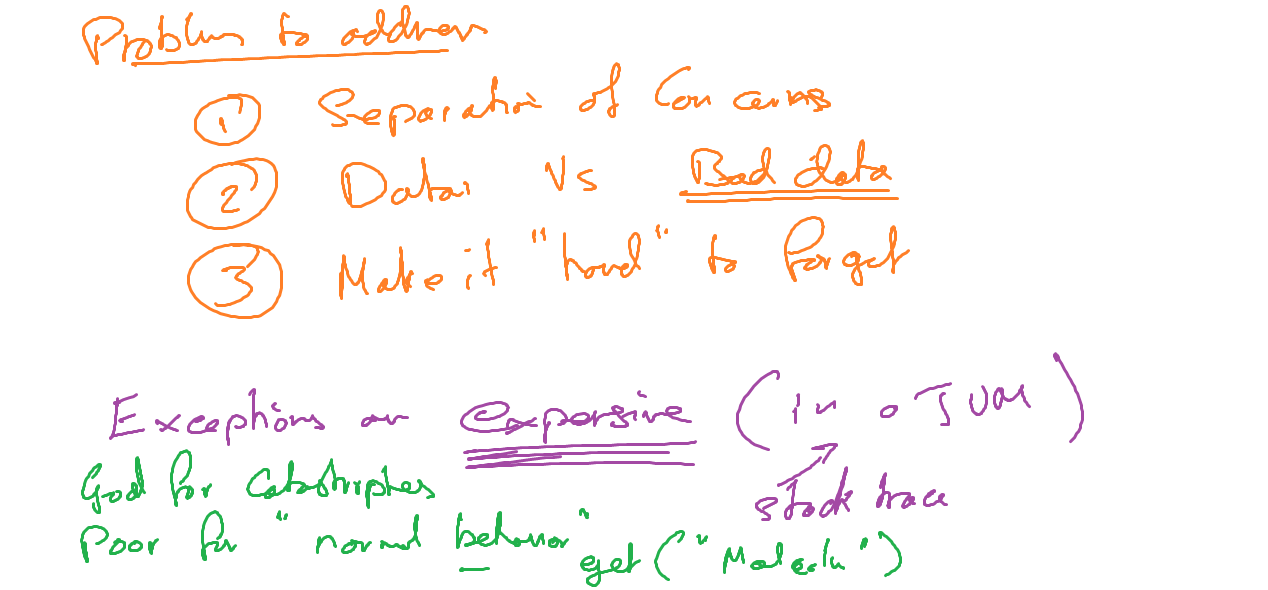 Problem to address
1 Separation of Concerns
2 Data vs Bad data
3 Make it "hard" to forget
Exceptions are expensive (in a JVM)
stack trace
Good for Catastrophes
Poor for "normal behavior"
get("Malcolm")